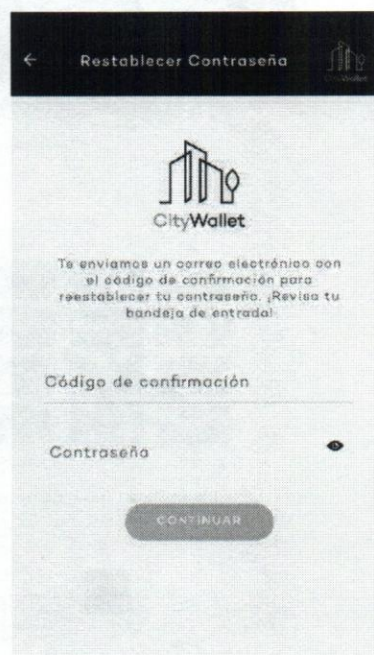 Restablecer Contraseña
CityWallet
CityWallet
Te enviamos un correo electrónico con
el código de confirmación para
reestablecer tu contraseña. ¡Revisa tu
bandeja de entrada!
Código de confirmación
Contraseña
CONTINUAR